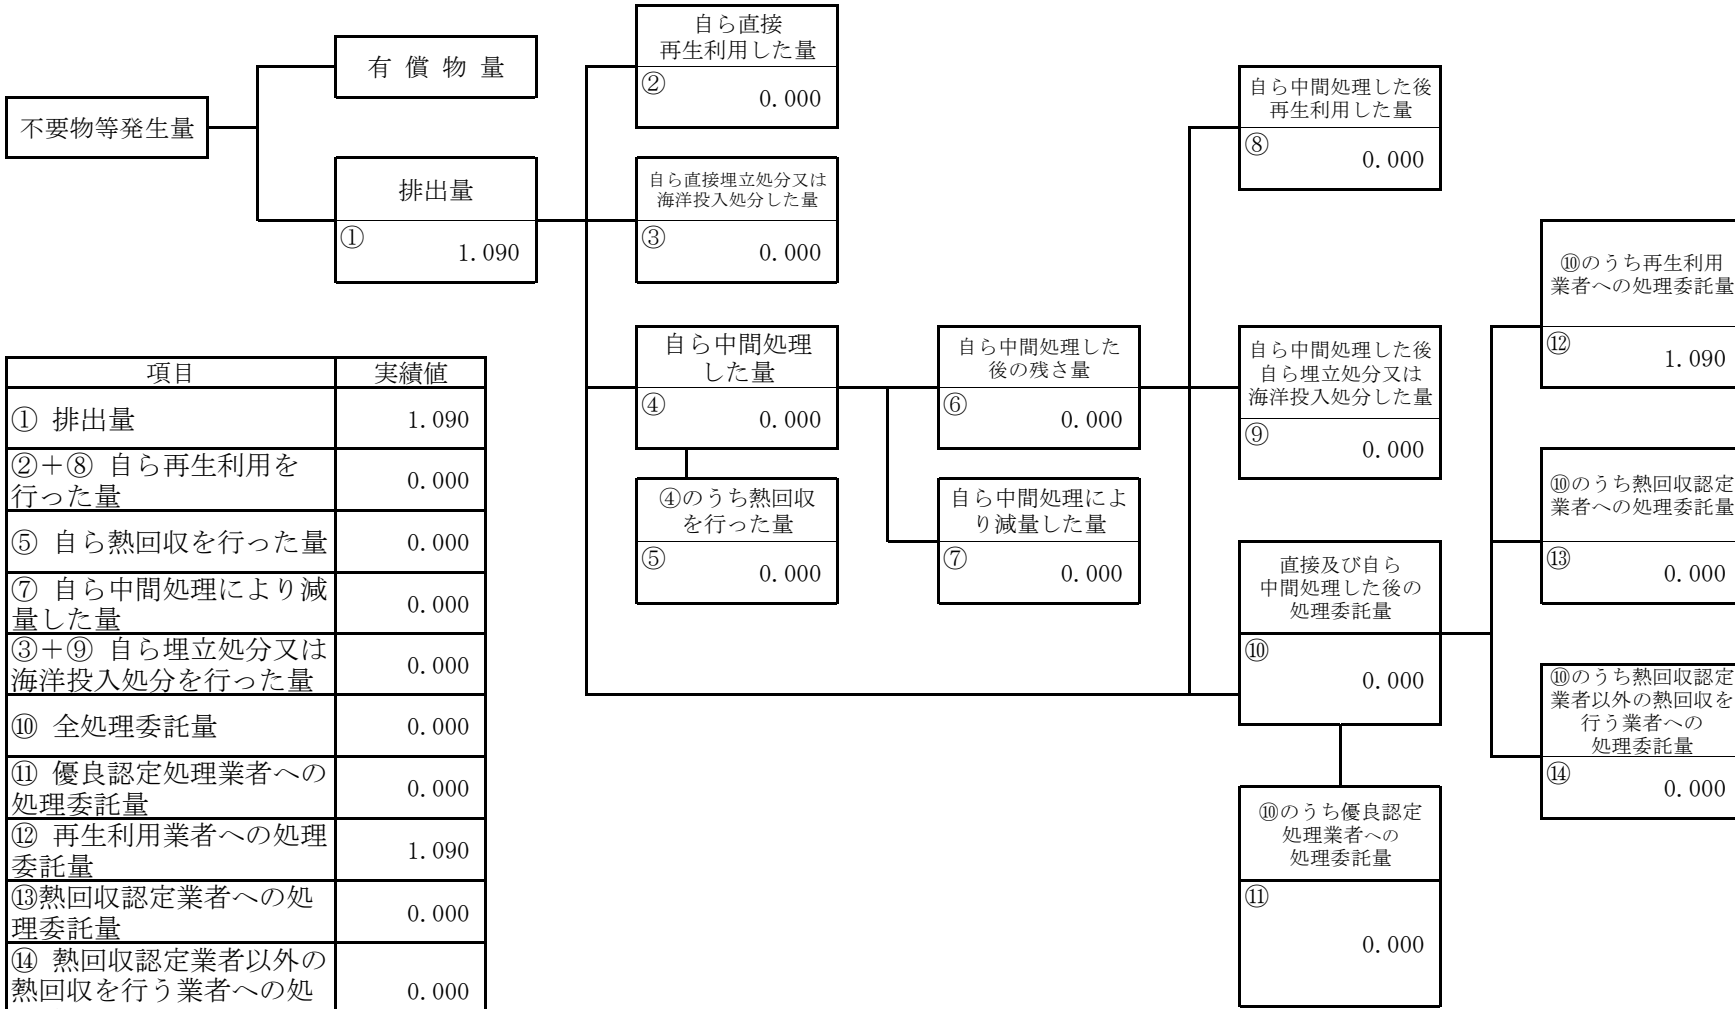 不要物等発生量
有 償 物 量
排出量
① 1.090
自ら直接
再生利用した量
② 0.000
自ら直接埋立処分又は
海洋投入処分した量
③ 0.000
自ら中間処理
した量
④ 0.000
④のうち熱回収
を行った量
⑤ 0.000
自ら中間処理した
後の残さ量
⑥ 0.000
自ら中間処理によ
り減量した量
⑦ 0.000
自ら中間処理した後
再生利用した量
⑧ 0.000
自ら中間処理した後
自ら埋立処分又は
海洋投入処分した量
⑨ 0.000
直接及び自ら
中間処理した後の
処理委託量
⑩ 0.000
⑩のうち優良認定
処理業者への
処理委託量
⑪ 0.000
⑩のうち再生利用
業者への処理委託量
⑫ 1.090
⑩のうち熱回収認定
業者への処理委託量
⑬ 0.000
⑩のうち熱回収認定
業者以外の熱回収を
行う業者への
処理委託量
⑭ 0.000
項目 実績値
① 排出量 1.090
②＋⑧ 自ら再生利用を
行った量 0.000
⑤ 自ら熱回収を行った量 0.000
⑦ 自ら中間処理により減
量した量 0.000
③＋⑨ 自ら埋立処分又は
海洋投入処分を行った量 0.000
⑩ 全処理委託量 0.000
⑪ 優良認定処理業者への
処理委託量 0.000
⑫ 再生利用業者への処理
委託量 1.090
⑬熱回収認定業者への処
理委託量 0.000
⑭ 熱回収認定業者以外の
熱回収を行う業者への処 0.000